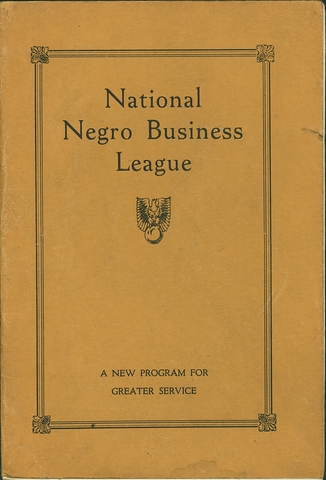 National
Negro Business
League
A NEW PROGRAM FOR
GREATER SERVICE